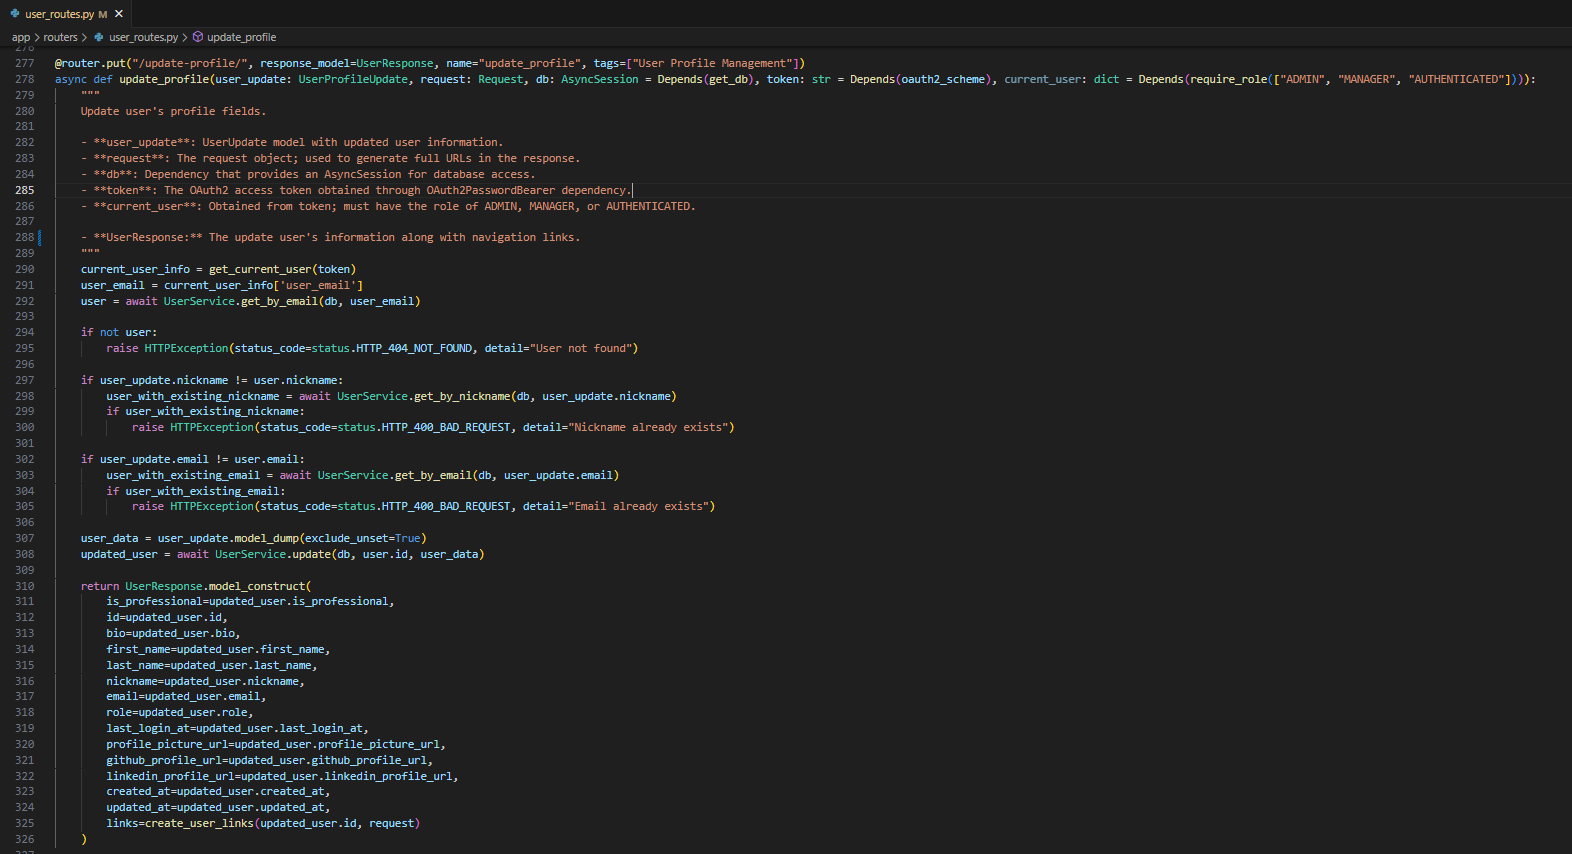 user_routes.py M
app > routers > user_routes.py > update_profile
276
277 @router.put("/update-profile/", response_model=UserResponse, name="update_profile", tags=["User Profile Management"])
278 async def update_profile(user_update: UserProfileUpdate, request: Request, db: AsyncSession = Depends(get_db), token: str = Depends(oauth2_scheme), current_user: dict = Depends(require_role(["ADMIN", "MANAGER", "AUTHENTICATED"]))):
279     """
280     Update user's profile fields.
281
282     - **user_update**: UserUpdate model with updated user information.
283     - **request**: The request object; used to generate full URLs in the response.
284     - **db**: Dependency that provides an AsyncSession for database access.
285     - **token**: The OAuth2 access token obtained through OAuth2PasswordBearer dependency.
286     - **current_user**: Obtained from token; must have the role of ADMIN, MANAGER, or AUTHENTICATED.
287
288     - **UserResponse:** The update user's information along with navigation links.
289     """
290     current_user_info = get_current_user(token)
291     user_email = current_user_info['user_email']
292     user = await UserService.get_by_email(db, user_email)
293
294     if not user:
295         raise HTTPException(status_code=status.HTTP_404_NOT_FOUND, detail="User not found")
296
297     if user_update.nickname != user.nickname:
298         user_with_existing_nickname = await UserService.get_by_nickname(db, user_update.nickname)
299         if user_with_existing_nickname:
300             raise HTTPException(status_code=status.HTTP_400_BAD_REQUEST, detail="Nickname already exists")
301
302     if user_update.email != user.email:
303         user_with_existing_email = await UserService.get_by_email(db, user_update.email)
304         if user_with_existing_email:
305             raise HTTPException(status_code=status.HTTP_400_BAD_REQUEST, detail="Email already exists")
306
307     user_data = user_update.model_dump(exclude_unset=True)
308     updated_user = await UserService.update(db, user.id, user_data)
309
310     return UserResponse.model_construct(
311         is_professional=updated_user.is_professional,
312         id=updated_user.id,
313         bio=updated_user.bio,
314         first_name=updated_user.first_name,
315         last_name=updated_user.last_name,
316         nickname=updated_user.nickname,
317         email=updated_user.email,
318         role=updated_user.role,
319         last_login_at=updated_user.last_login_at,
320         profile_picture_url=updated_user.profile_picture_url,
321         github_profile_url=updated_user.github_profile_url,
322         linkedin_profile_url=updated_user.linkedin_profile_url,
323         created_at=updated_user.created_at,
324         updated_at=updated_user.updated_at,
325         links=create_user_links(updated_user.id, request)
326     )
327